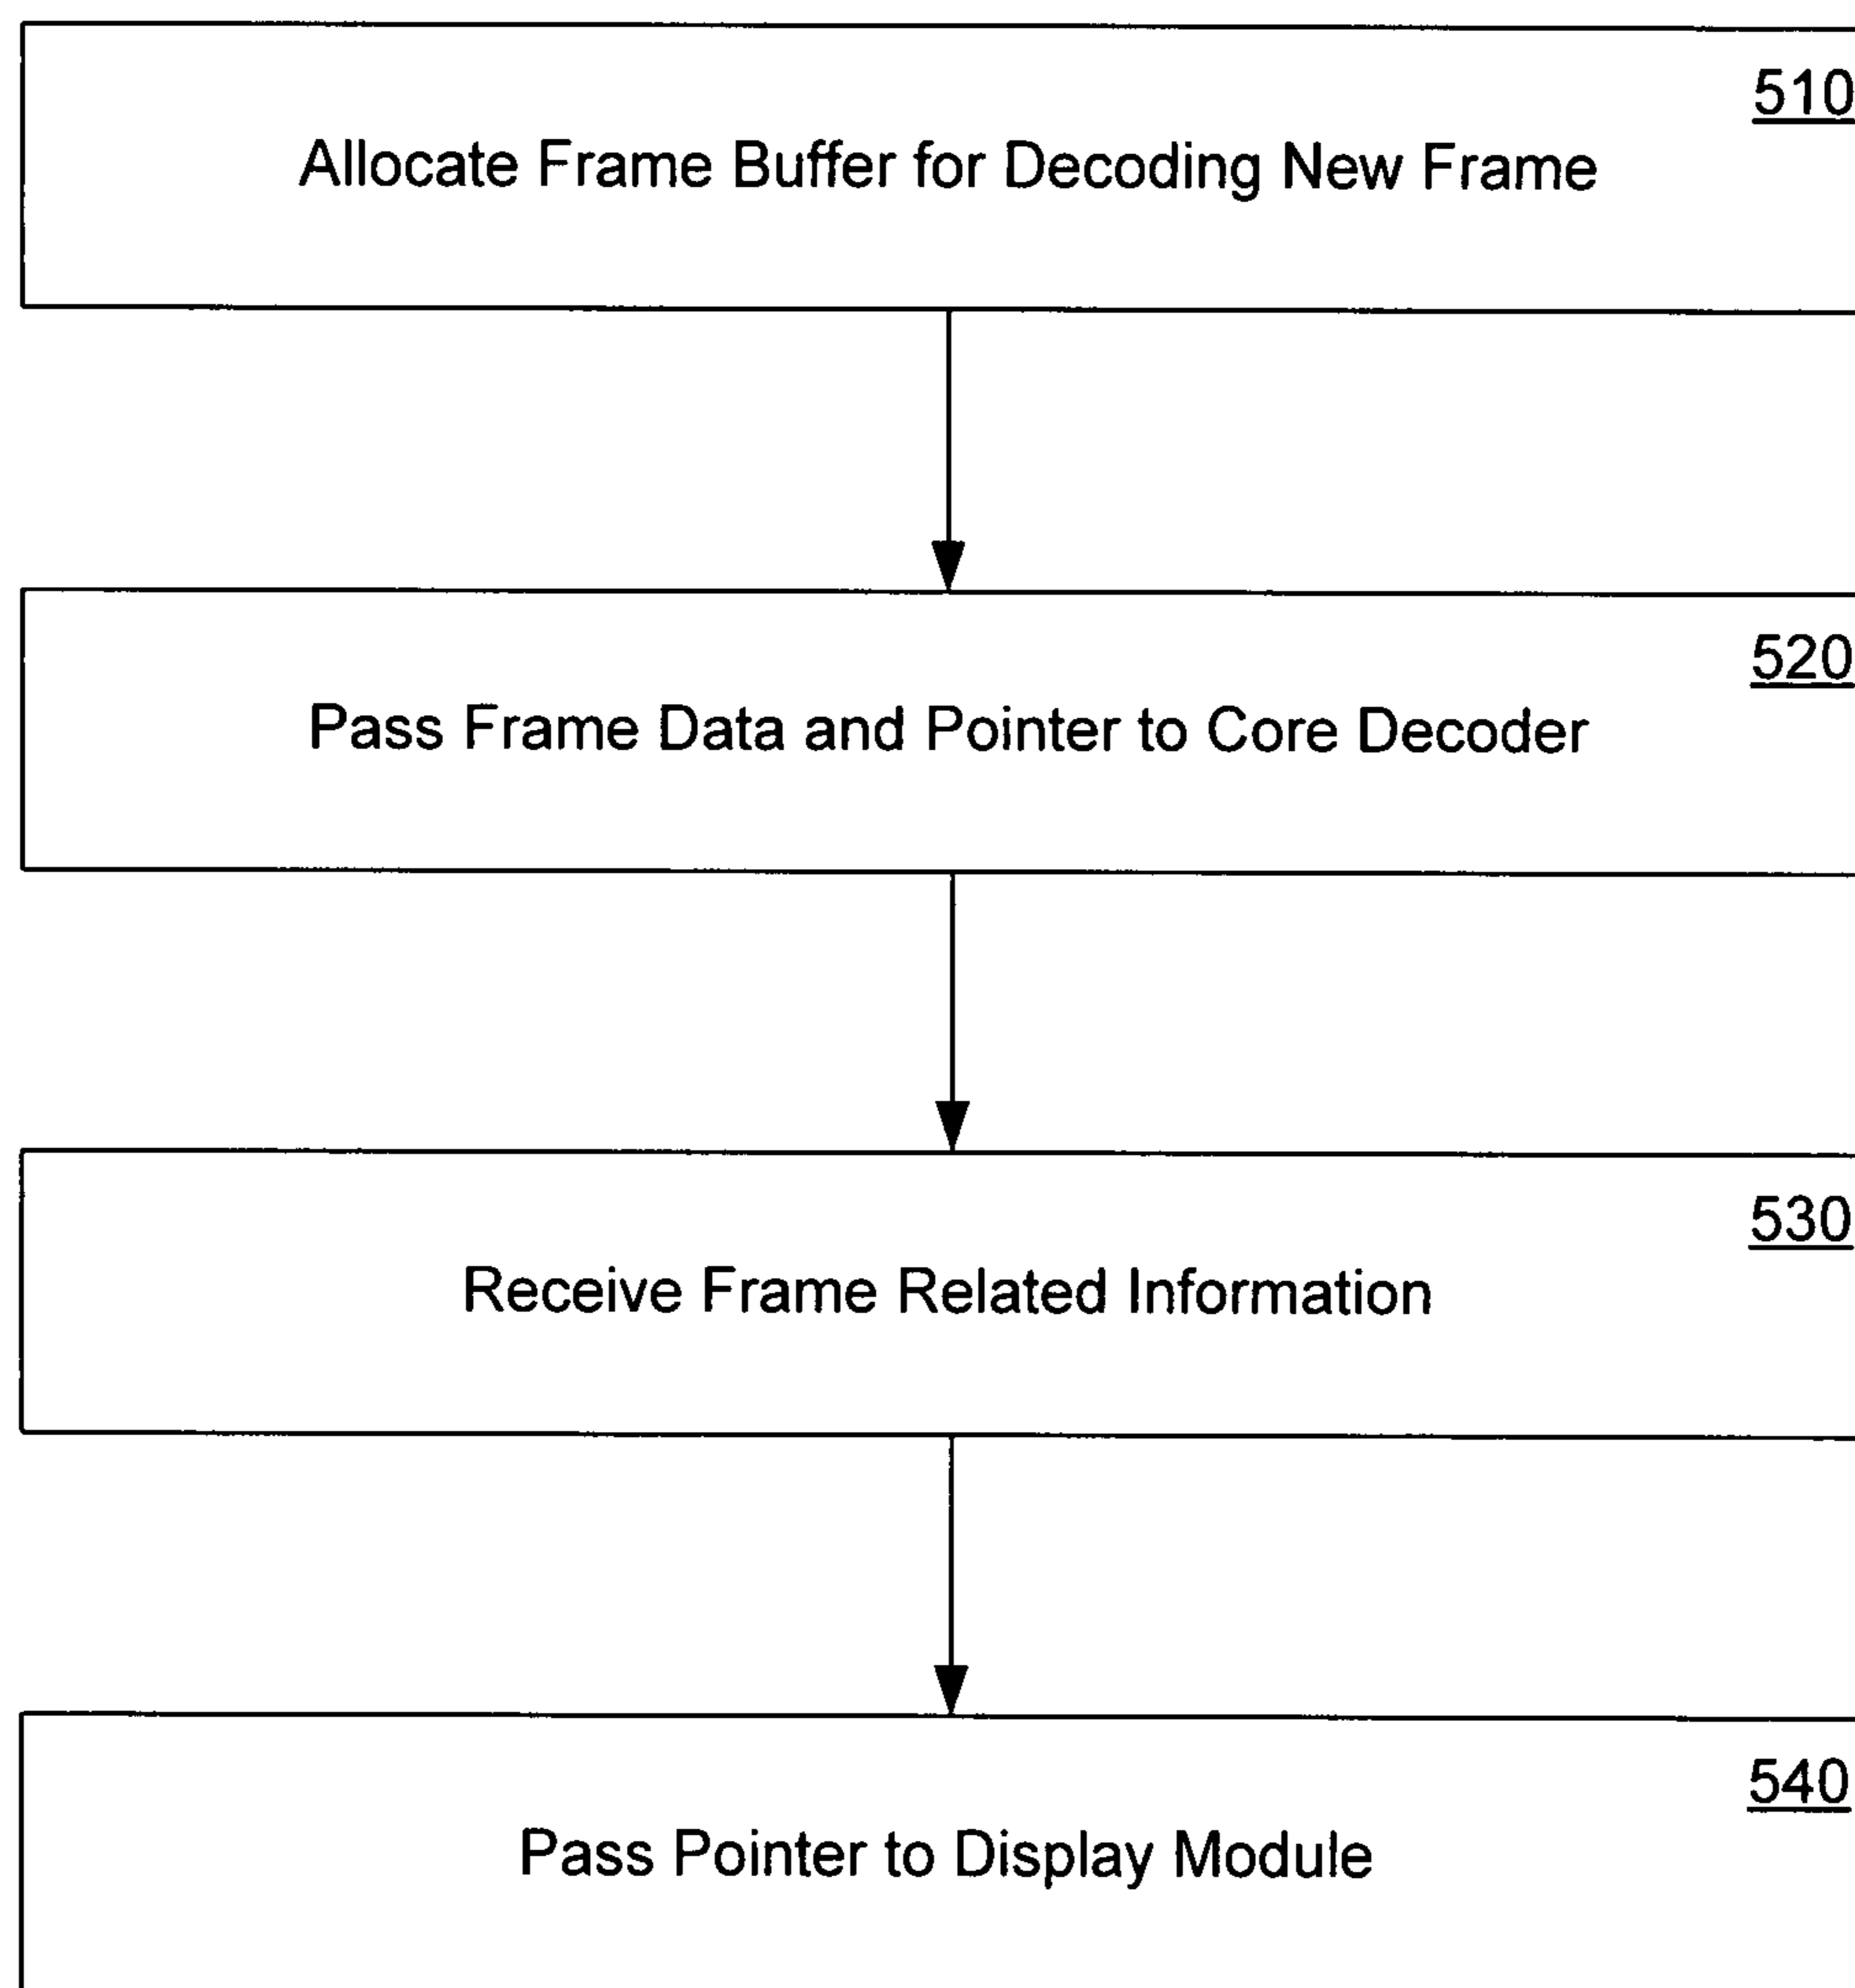 510
Allocate Frame Buffer for Decoding New Frame
520
Pass Frame Data and Pointer to Core Decoder
530
Receive Frame Related Information
540
Pass Pointer to Display Module